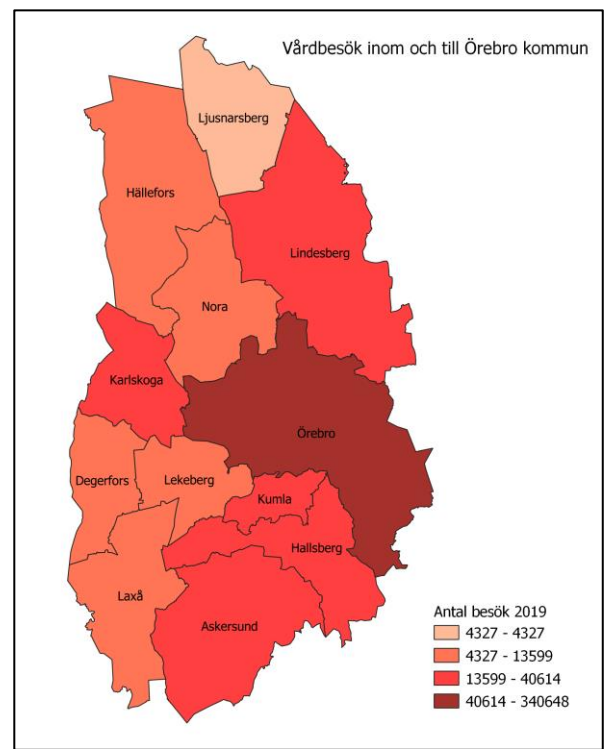 Vårdbesök inom och till Örebro kommun
Ljusnarsberg
Hällefors
Lindesberg
Nora
Karlskoga
Örebro
Degerfors
Lekeberg
Kumla
Hallsberg
Laxå
Askersund
Antal besök 2019
4327 - 4327
4327 - 13599
13599 - 40614
40614 - 340648